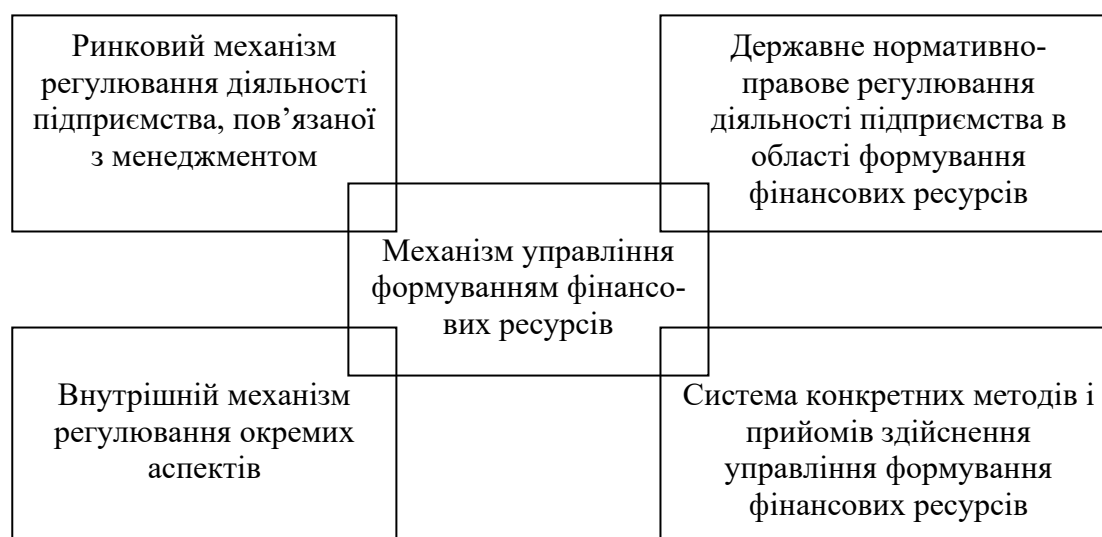 Ринковий механізм
регулювання діяльності
підприємства, пов’язаної
з менеджментом
Державне нормативно-
правове регулювання
діяльності підприємства в
області формування
фінансових ресурсів
Механізм управління
формуванням фінансо-
вих ресурсів
Внутрішній механізм
регулювання окремих
аспектів
Система конкретних методів і
прийомів здійснення
управління формування
фінансових ресурсів